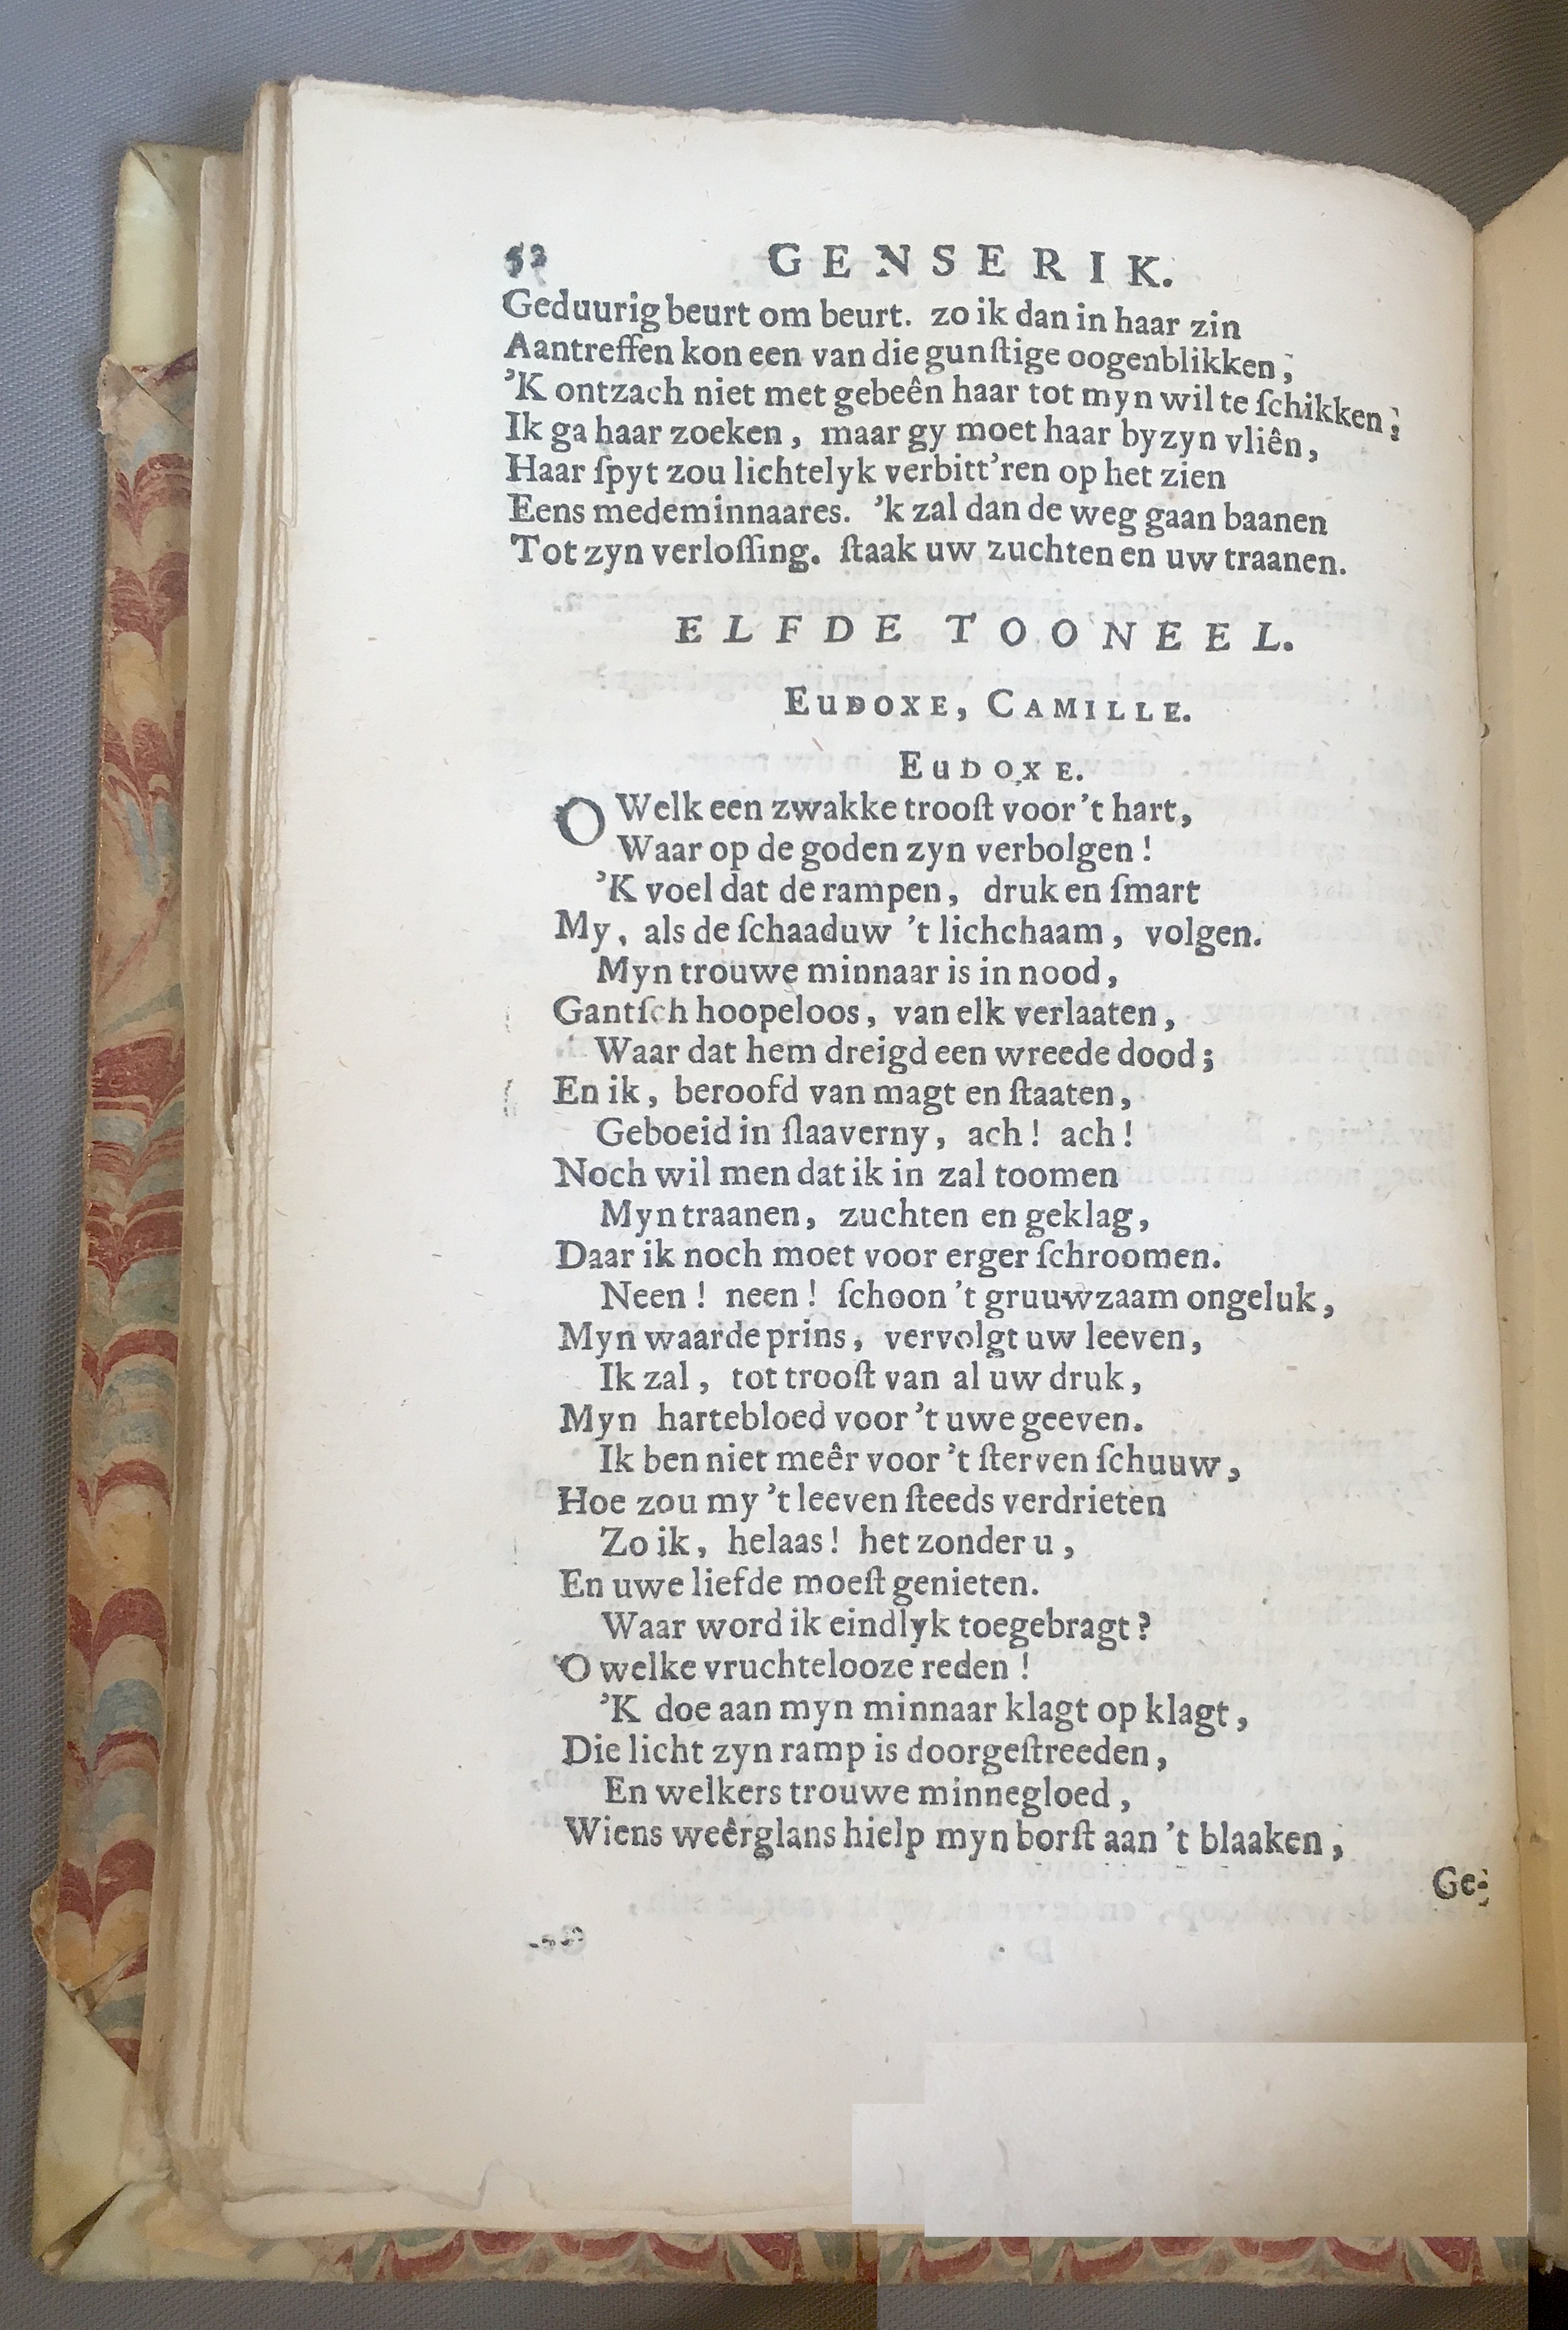 52 GENSERIK.
Geduurig beurt om beurt. zo ik dan in haar zin
Aantreffen kon een van die gunſtige oogenblikken;
'K ontzach niet met gebeên haar tot myn wil te ſchikken;
Ik ga haar zoeken, maar gy moet haar byzyn vliên,
Haar ſpyt zou lichtelyk verbitt'ren op het zien
Eens medeminnaares. 'k zal dan de weg gaan baanen
Tot zyn verloſſing. ſtaak uw zuchten en uw traanen.
ELFDE TOONEEL.
EUDOXE, CAMILLE.
EUDOXE.
O Welk een zwakke trooſt voor 't hart,
Waar op de goden zyn verbolgen!
'K voel dat de rampen, druk en ſmart
My, als de ſchaaduw 't lichchaam, volgen.
Myn trouwe minnaar is in nood,
Gantſch hoopeloos, van elk verlaaten,
Waar dat hem dreigd een wreede dood;
En ik, beroofd van magt en ſtaaten,
Geboeid in ſlaaverny, ach! ach!
Noch wil men dat ik in zal toomen
Myn traanen, zuchten en geklag,
Daar ik noch moet voor erger ſchroomen.
Neen! neen! ſchoon 't gruuwzaam ongeluk,
Myn waarde prins, vervolgt uw leeven,
Ik zal, tot trooſt van al uw druk,
Myn hartebloed voor 't uwe geeven.
Ik ben niet meêr voor 't ſterven ſchuuw,
Hoe zou my 't leeven ſteeds verdrieten
Zo ik, helaas! het zonder u,
En uwe liefde moeſt genieten.
Waar word ik eindlyk toegebragt?
O welke vruchtelooze reden!
'K doe aan myn minnaar klagt op klagt,
Die licht zyn ramp is doorgeſtreeden,
En welkers trouwe minnegloed,
Wiens weêrglans hielp myn borſt aan 't blaaken,
Ge-